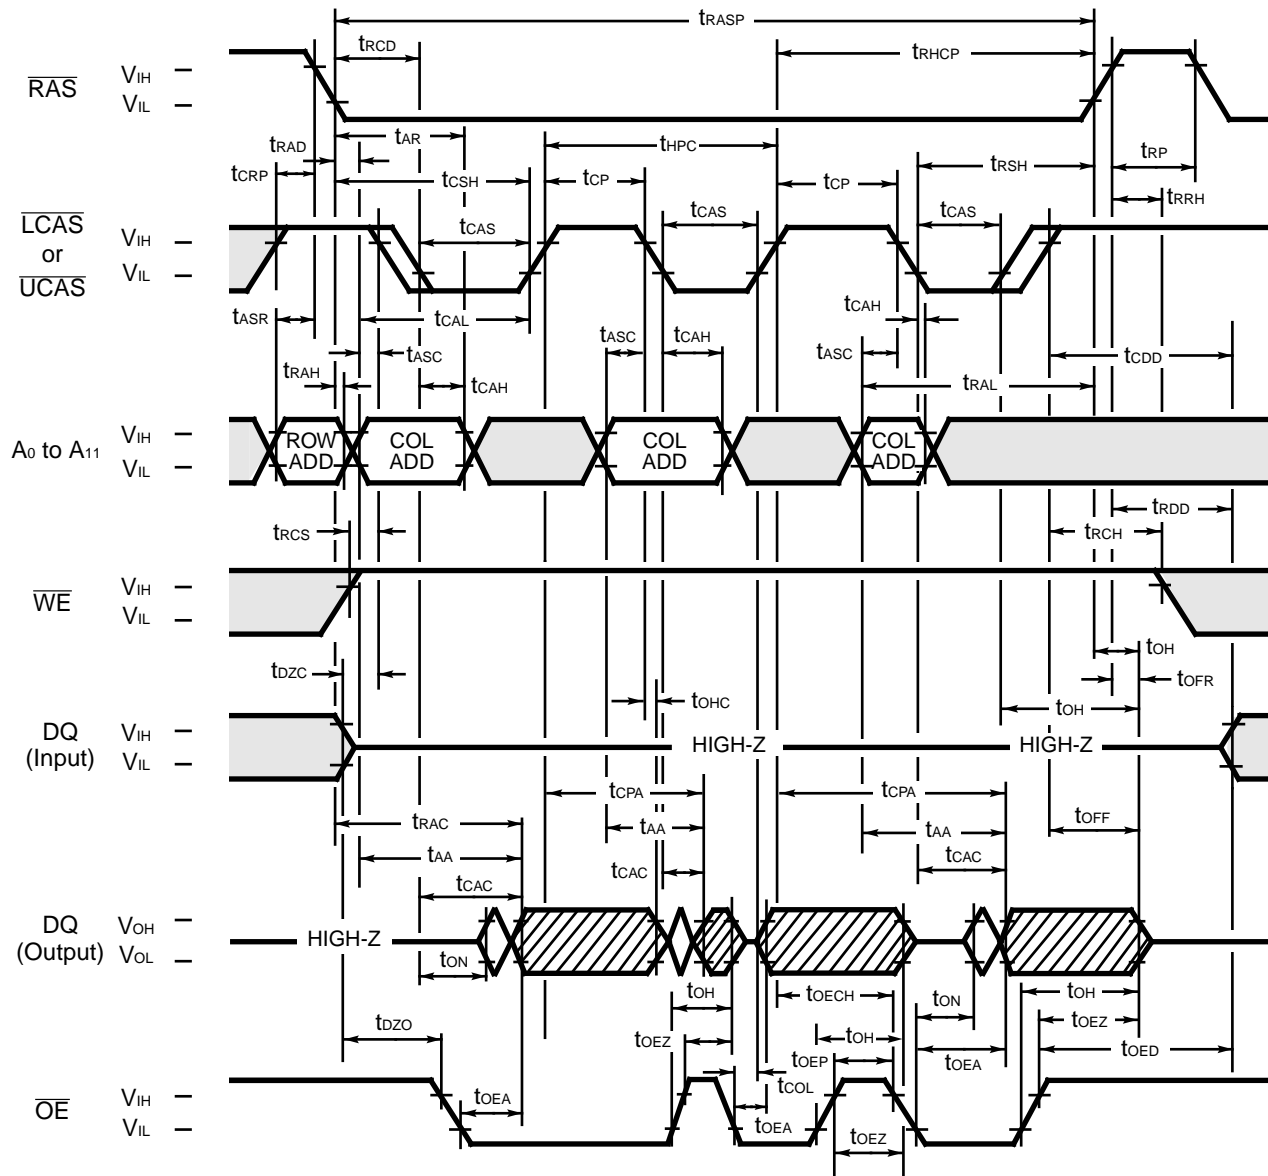 tRASP
tRCD
tRHCP
RAS
VIH
VIL
tRAD
tAR
tHPC
tRP
tCRP
tCSH
tCP
tCP
tRSH
tRRH
LCAS
or
UCAS
VIH
VIL
tCAS
tCAS
tCAS
tASR
tCAL
tCAH
tASC
tASC
tCAH
tASC
tCDD
tRAH
tCAH
tRAL
A0 to A11
VIH
VIL
ROW
ADD
COL
ADD
COL
ADD
COL
ADD
tRDD
tRCS
tRCH
WE
VIH
VIL
tOH
tDZC
tOFR
tOHC
tOH
DQ
(Input)
VIH
VIL
HIGH-Z
HIGH-Z
tCPA
tCPA
tRAC
tAA
tAA
tOFF
tAA
tCAC
tCAC
tCAC
DQ
(Output)
VOH
VOL
HIGH-Z
HIGH-Z
tON
tOH
tOECH
tON
tOH
tDZO
tOEZ
tOH
tOEZ
tOEP
tOEA
tOED
tCOL
OE
VIH
VIL
tOEA
tOEA
tOEZ